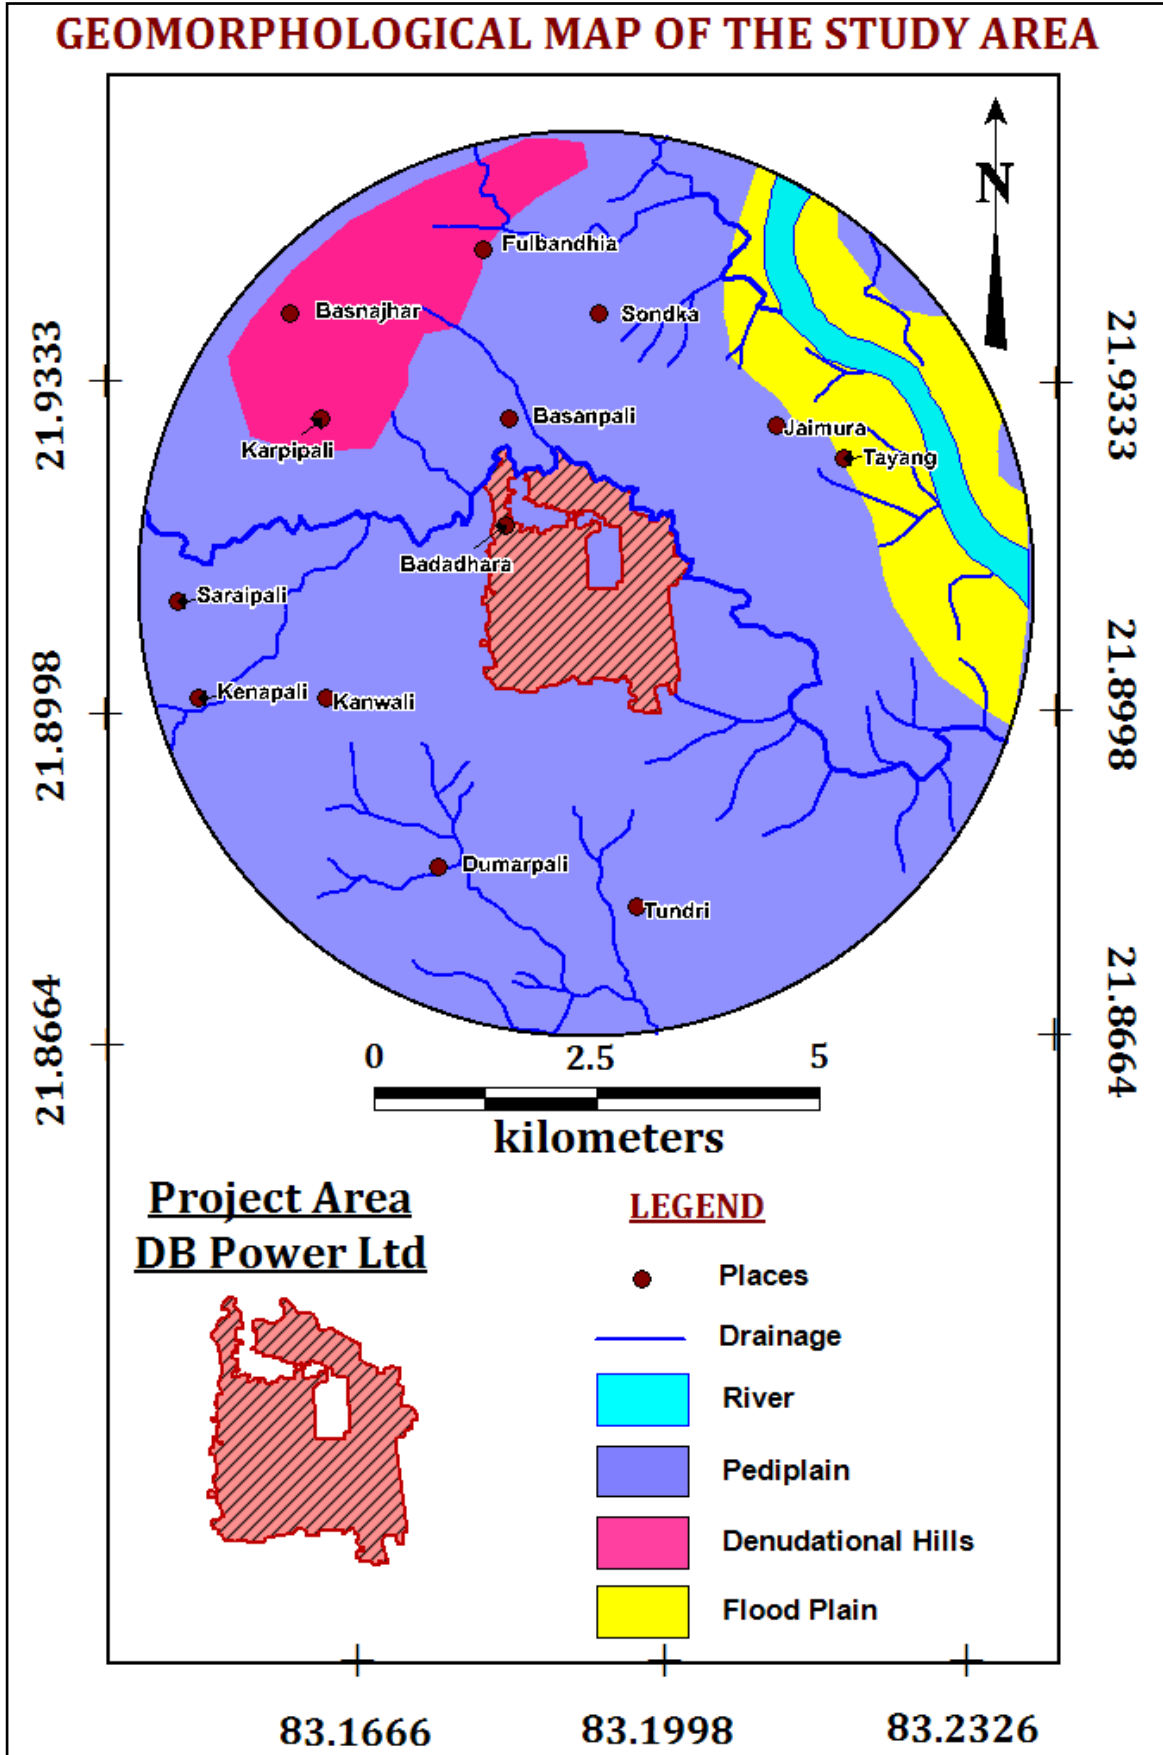 GEOMORPHOLOGICAL MAP OF THE STUDY AREA
N
Fulbandhia
Basnajhar
Sondka
21.9333
21.9333
Basanpali
Jaimura
Karpipali
Tayang
Badadhara
Saraipali
Kenapali
Kanwali
21.8998
21.8998
Dumarpali
Tundri
21.8664
21.8664
0 2.5 5
kilometers
Project Area
DB Power Ltd
LEGEND
Places
Drainage
River
Pediplain
Denudational Hills
Flood Plain
83.1666 83.1998 83.2326